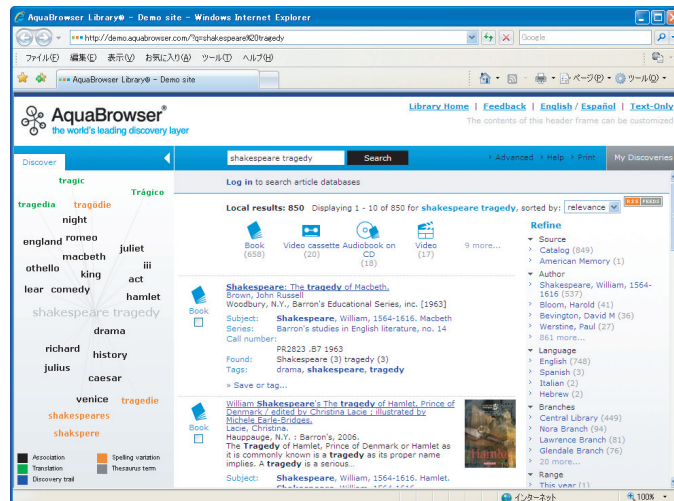 AquaBrowser Library® - Demo site - Windows Internet Explorer
http://demo.aquabrowser.com/?q=shakespeare%20tragedy
Google
ファイル(F) 編集(E) 表示(V) お気に入り(A) ツール(T) ヘルプ(H)
AquaBrowser Library® - Demo site
ページ(P) ツール(O)
Library Home | Feedback | English / Español | Text-Only
The contents of this header frame can be customized
AquaBrowser®
the world's leading discovery layer
Discover
shakespeare tragedy
Search
Advanced Help Print
My Discoveries
tragic
Trágico
tragedia
tragödie
night
england
romeo
juliet
macbeth
othello
iii
king
act
lear
comedy
hamlet
shakespeare tragedy
drama
richard
history
julius
caesar
venice
tragedie
shakespeares
shakspere
Association
Spelling variation
Translation
Thesaurus term
Discovery trail
Log in to search article databases
Local results: 850 Displaying 1 - 10 of 850 for shakespeare tragedy, sorted by: relevance
RSS FEEDS
Book
(658)
Video cassette
(20)
Audiobook on
CD
(18)
Video
(17)
9 more...
Book
Shakespeare: The tragedy of Macbeth.
Brown, John Russell
Woodbury, N.Y., Barron's Educational Series, inc. [1963]
Subject: Shakespeare, William, 1564-1616. Macbeth
Series: Barron's studies in English literature, no. 14
Call number:
PR2823 .B7 1963
Found: Shakespeare (3) tragedy (3)
Tags: drama, shakespeare, tragedy
» Save or tag...
Book
William Shakespeare's The tragedy of Hamlet, Prince of
Denmark / edited by Christina Lacie ; illustrated by
Michele Earle-Bridges.
Lacie, Christina.
Hauppauge, N.Y. : Barron's, 2006.
The Tragedy of Hamlet, Prince of Denmark or Hamlet as
it is commonly known is a tragedy as its proper name
implies. A tragedy is a serious...
Subject: Shakespeare, William, 1564-1616. Hamlet.
Shakespeare, William, 1564-1616
Hamlet
Refine
Source
Catalog (849)
American Memory (1)
Author
Shakespeare, William, 1564-
1616 (537)
Bloom, Harold (41)
Bevington, David M (36)
Werstine, Paul (27)
861 more...
Language
English (748)
Spanish (3)
Italian (2)
Hebrew (2)
Branches
Central Library (449)
Nora Branch (94)
Lawrence Branch (81)
Glendale Branch (76)
20 more...
Range
This year (1)
インターネット
100%